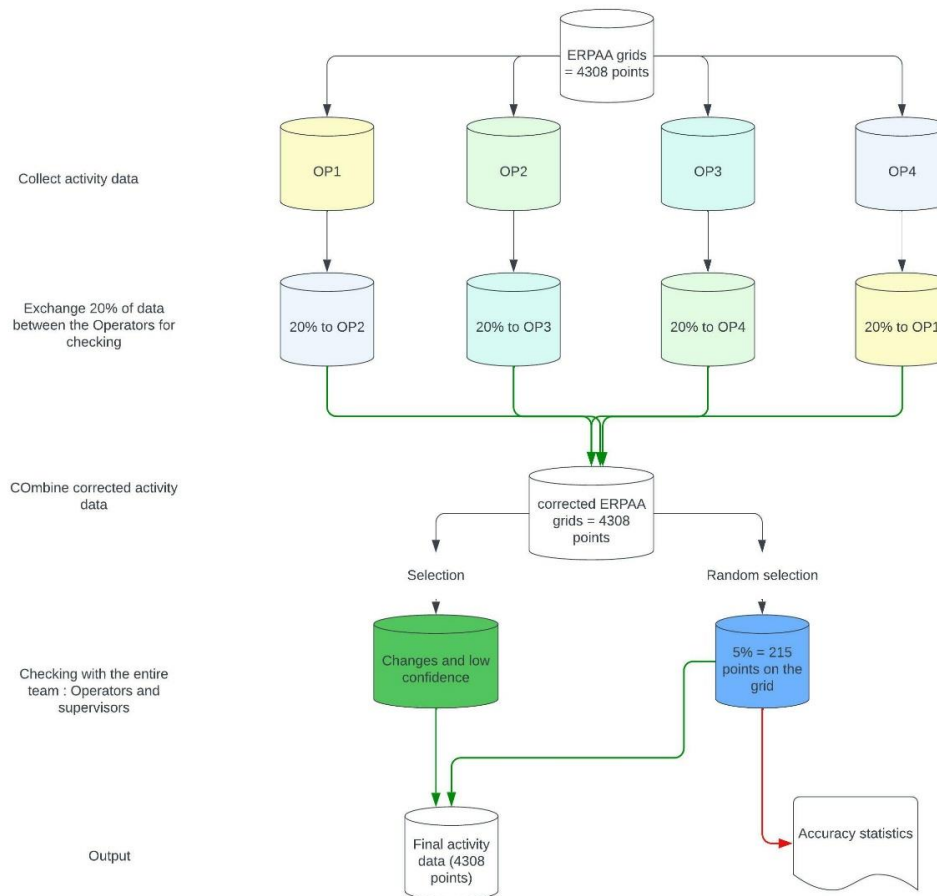 ERPAA grids
= 4308 points
Collect activity data
OP1
OP2
OP3
OP4
Exchange 20% of data
between the Operators for
checking
20% to OP2
20% to OP3
20% to OP4
20% to OP1
COmbine corrected activity
data
corrected ERPAA
grids = 4308
points
Selection
Random selection
Checking with the entire
team : Operators and
supervisors
Changes and low
confidence
5% = 215
points on the
grid
Output
Final activity
data (4308
points)
Accuracy statistics